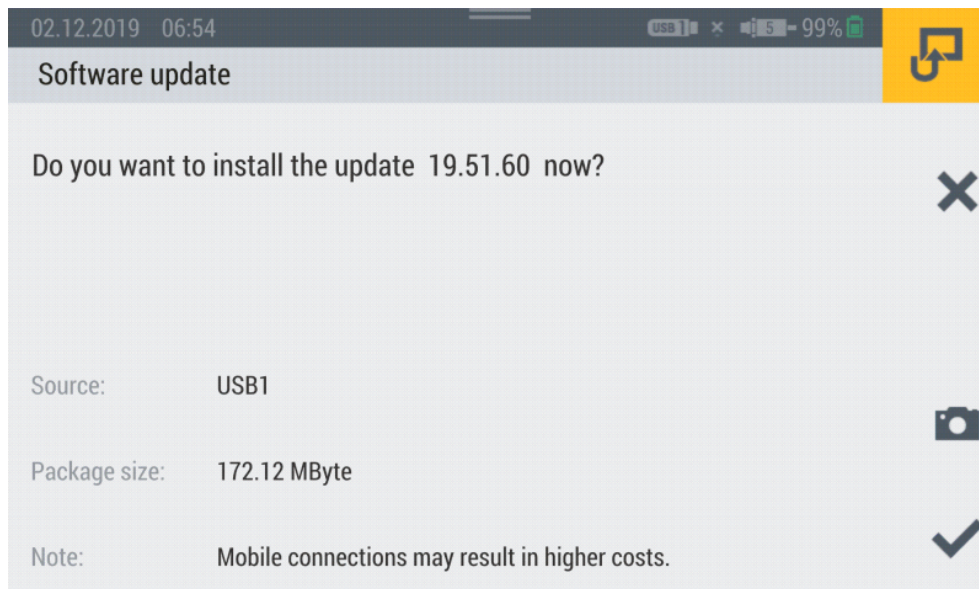 02.12.2019 06:54 USB 1 5 99%
Software update
Do you want to install the update 19.51.60 now?
Source: USB1
Package size: 172.12 MByte
Note: Mobile connections may result in higher costs.